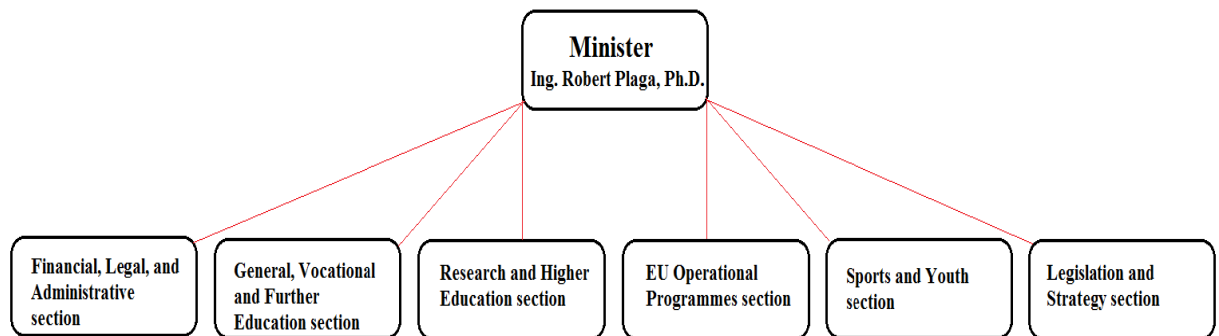 Minister
Ing. Robert Plaga, Ph.D.
Financial, Legal, and
Administrative
section
General, Vocational
and Further
Education section
Research and Higher
Education section
EU Operational
Programmes section
Sports and Youth
section
Legislation and
Strategy section